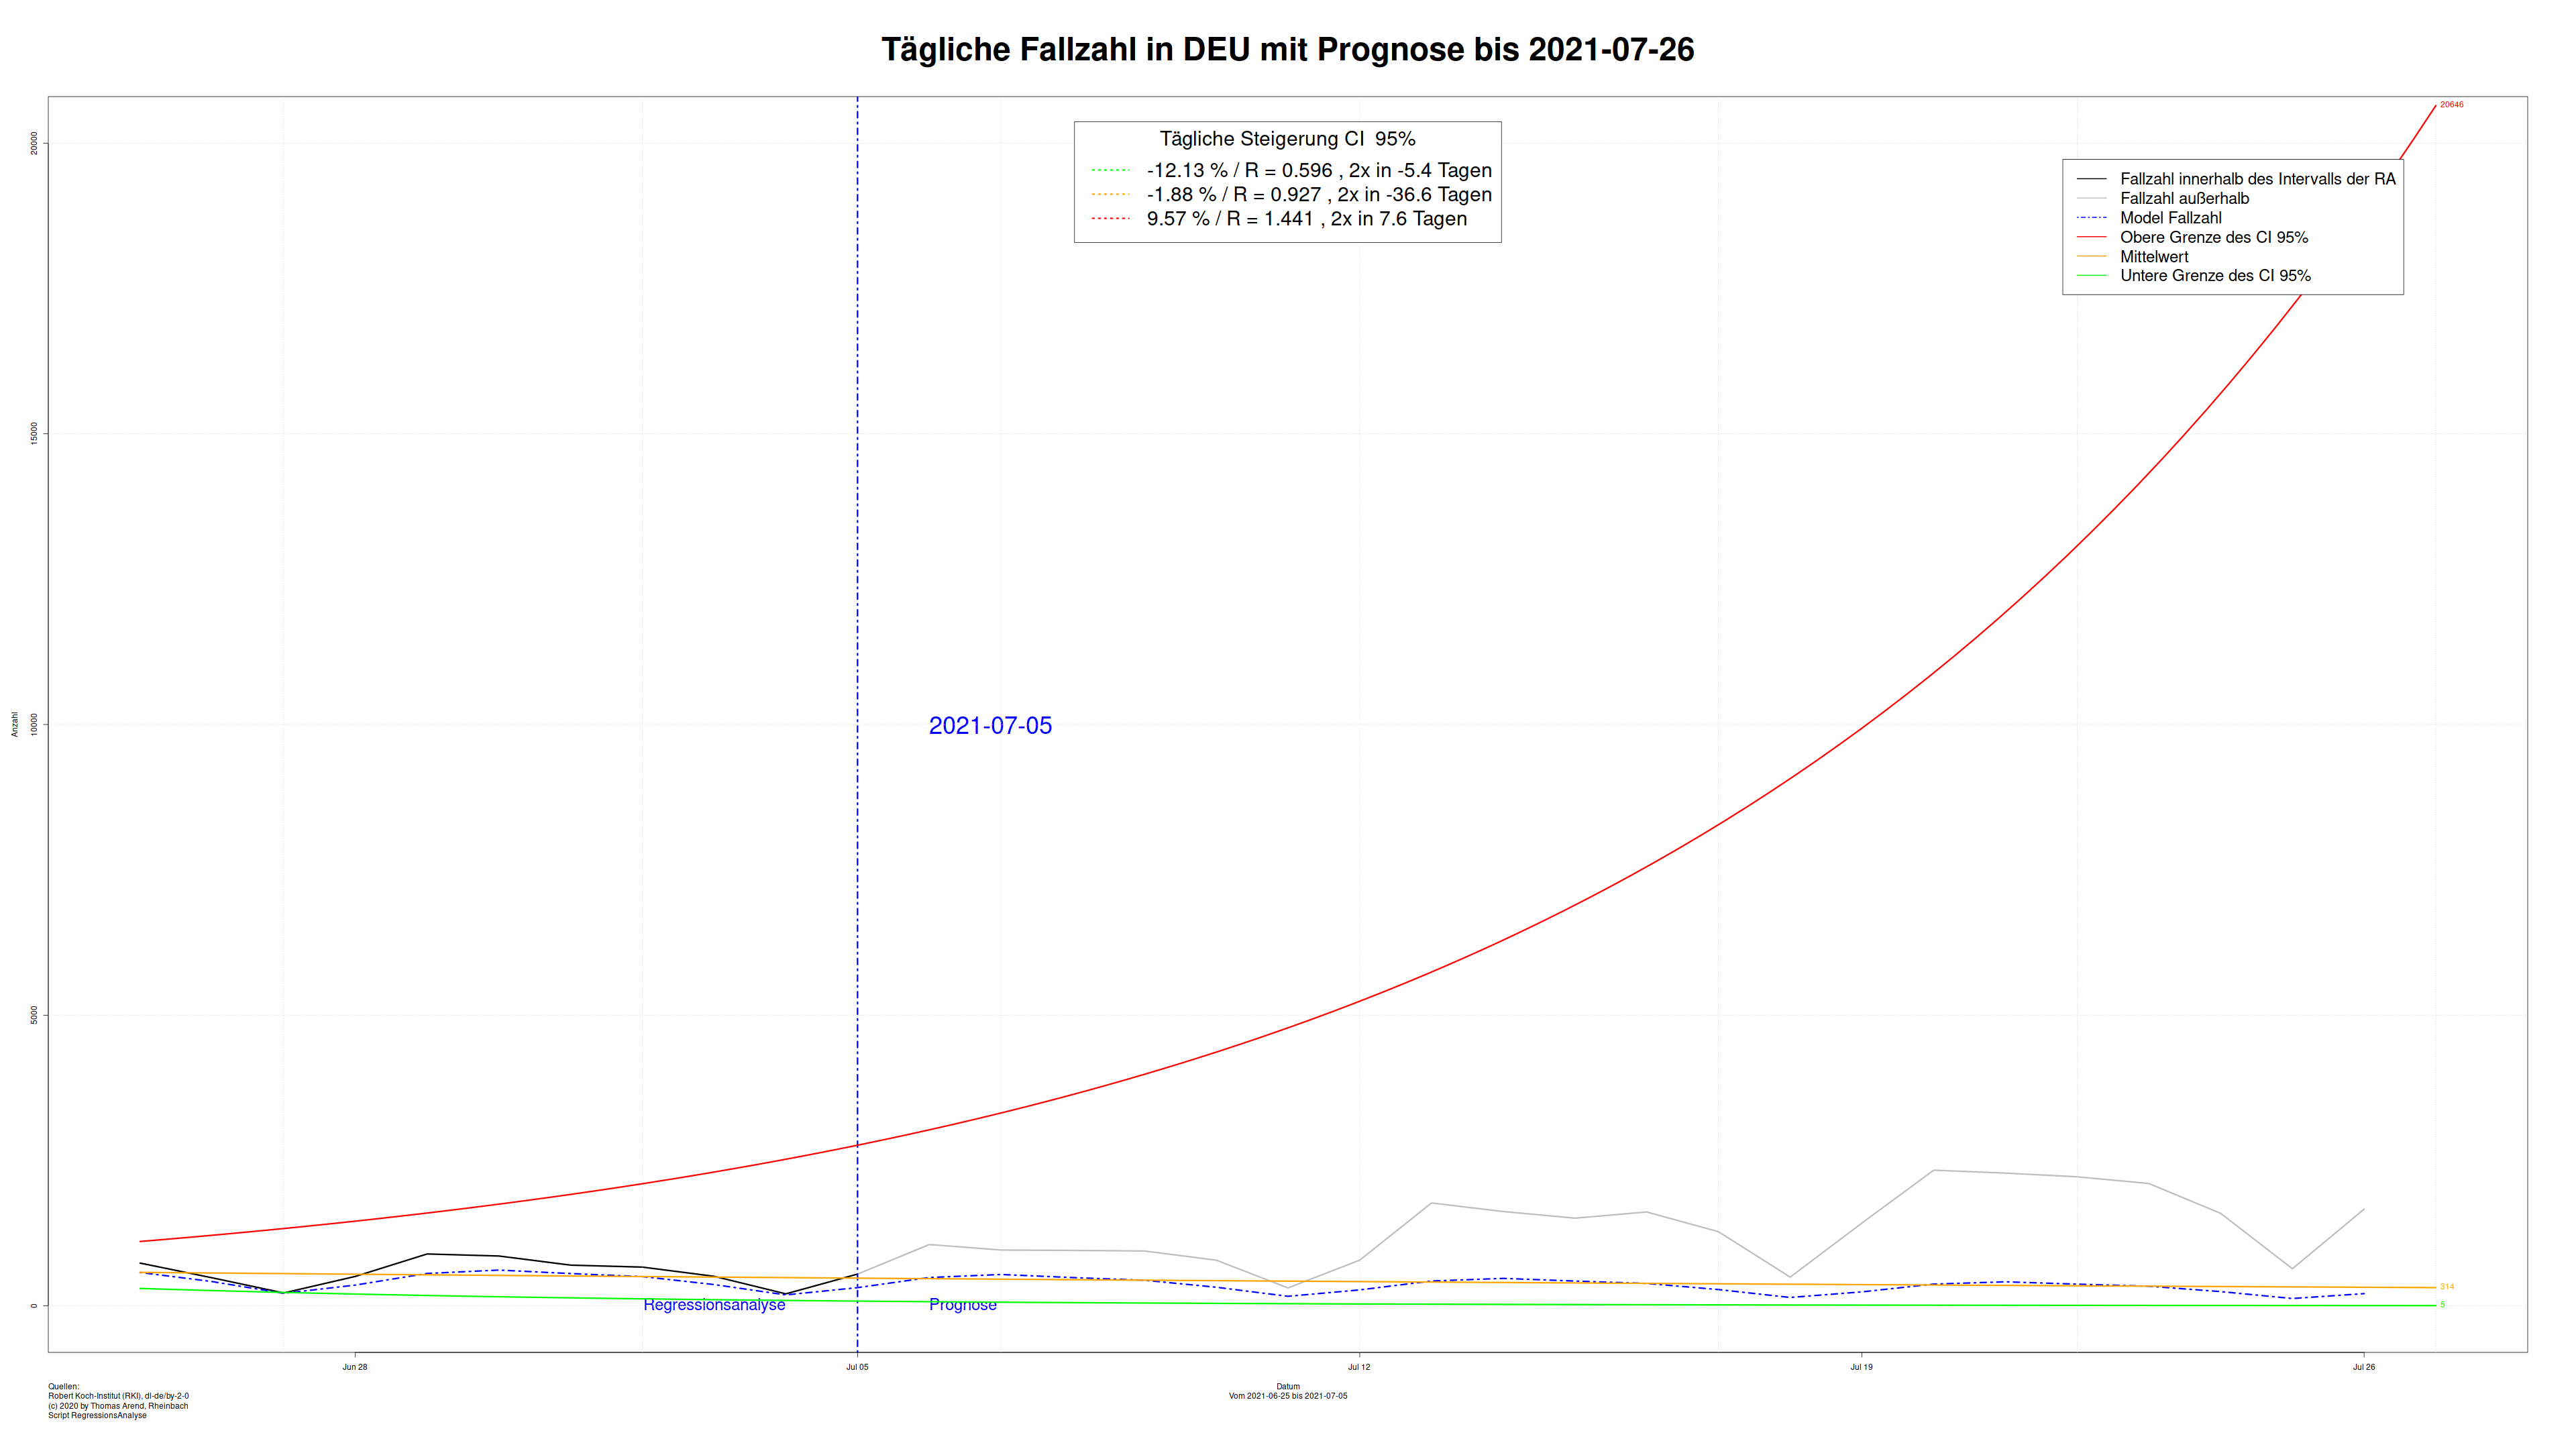 Tägliche Fallzahl in DEU mit Prognose bis 2021-07-26
20646
Tägliche Steigerung CI  95%
-12.13 % / R = 0.596 , 2x in -5.4 Tagen
-1.88 % / R = 0.927 , 2x in -36.6 Tagen
9.57 % / R = 1.441 , 2x in 7.6 Tagen
Fallzahl innerhalb des Intervalls der RA
Fallzahl außerhalb
Model Fallzahl
Obere Grenze des CI 95%
Mittelwert
Untere Grenze des CI 95%
20000
15000
10000
5000
0
Anzahl
2021-07-05
314
5
Regressionsanalyse
Prognose
Jun 28
Jul 05
Jul 12
Jul 19
Jul 26
Datum
Vom 2021-06-25 bis 2021-07-05
Quellen:
Robert Koch-Institut (RKI), dl-de/by-2-0
(c) 2020 by Thomas Arend, Rheinbach
Script RegressionsAnalyse